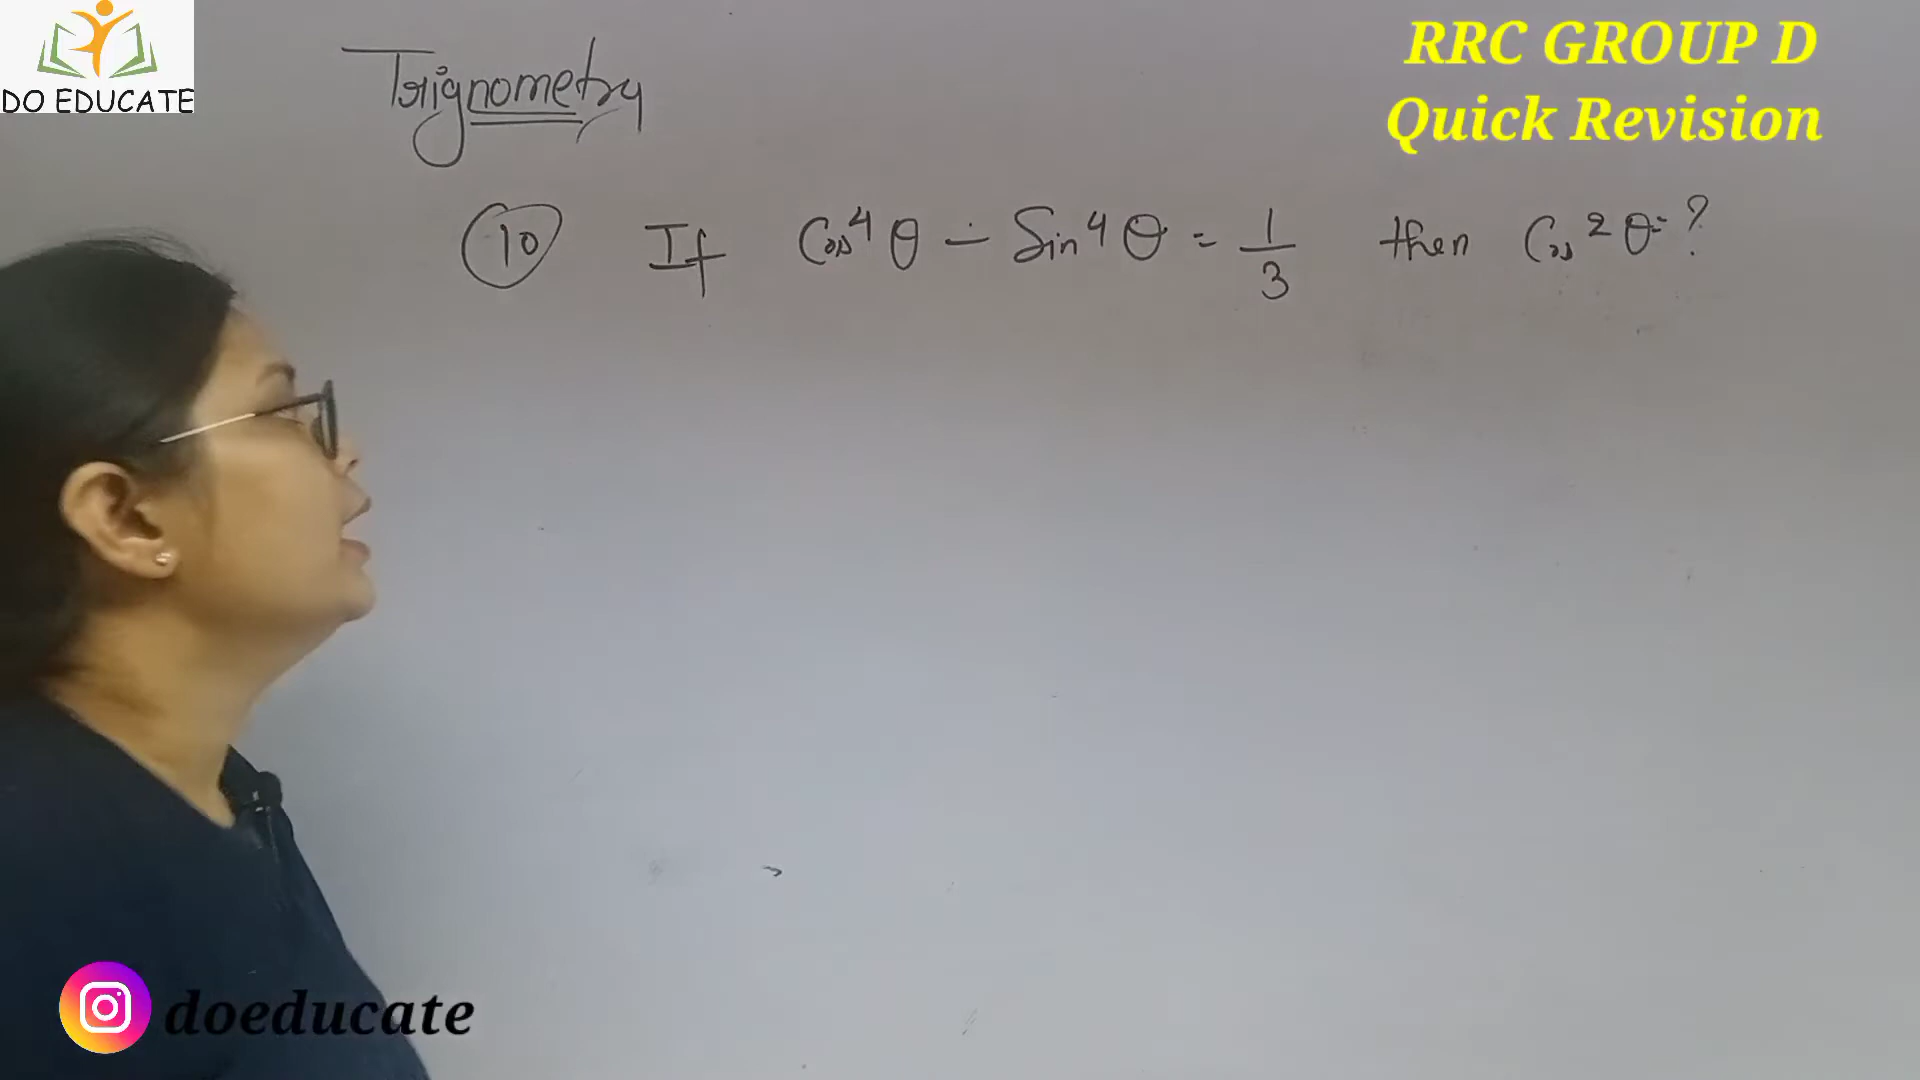 DO EDUCATE
RRC GROUP D
Quick Revision
Trignometry
10 If Cos⁴θ - Sin⁴θ = 1/3 then Cos²θ = ?
doeducate